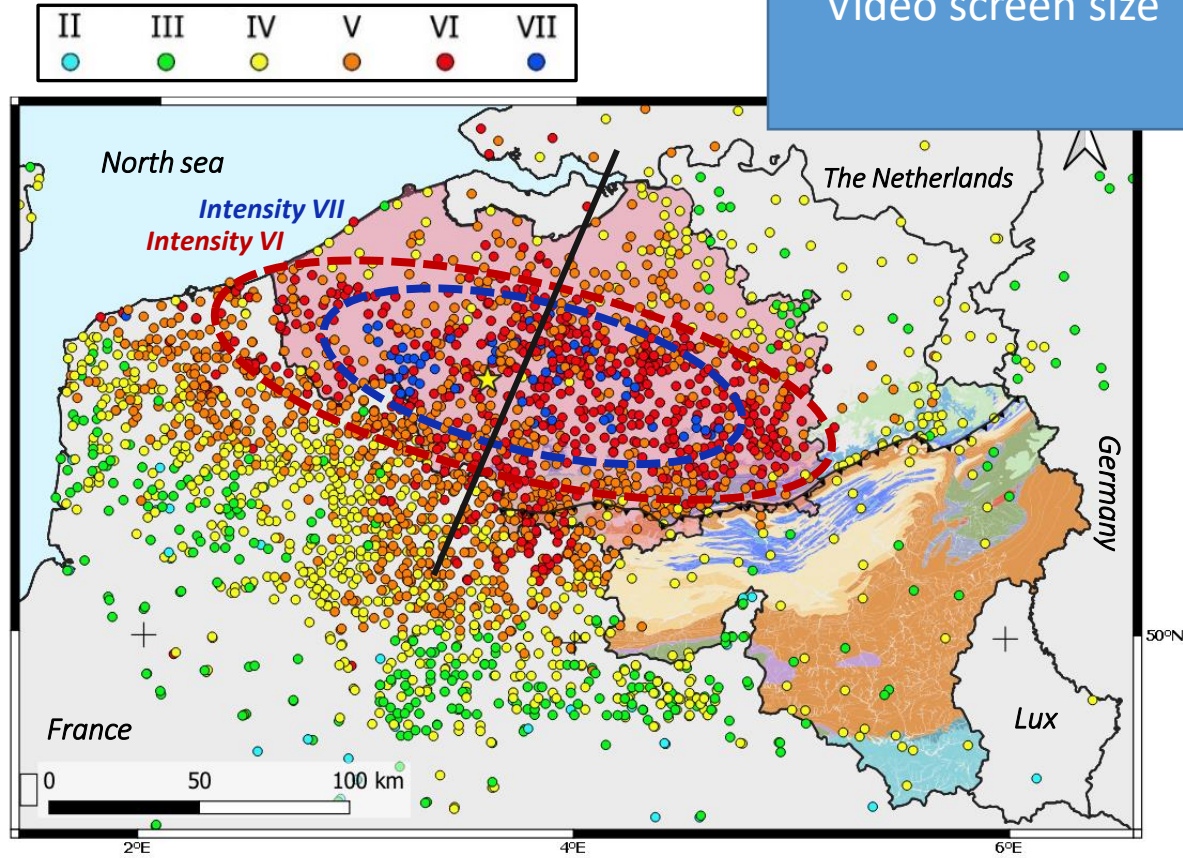 Video screen size
II III IV V VI VII
North sea
The Netherlands
Intensity VII
Intensity VI
Germany
50°N
France
Lux
0 50 100 km
2°E 4°E 6°E